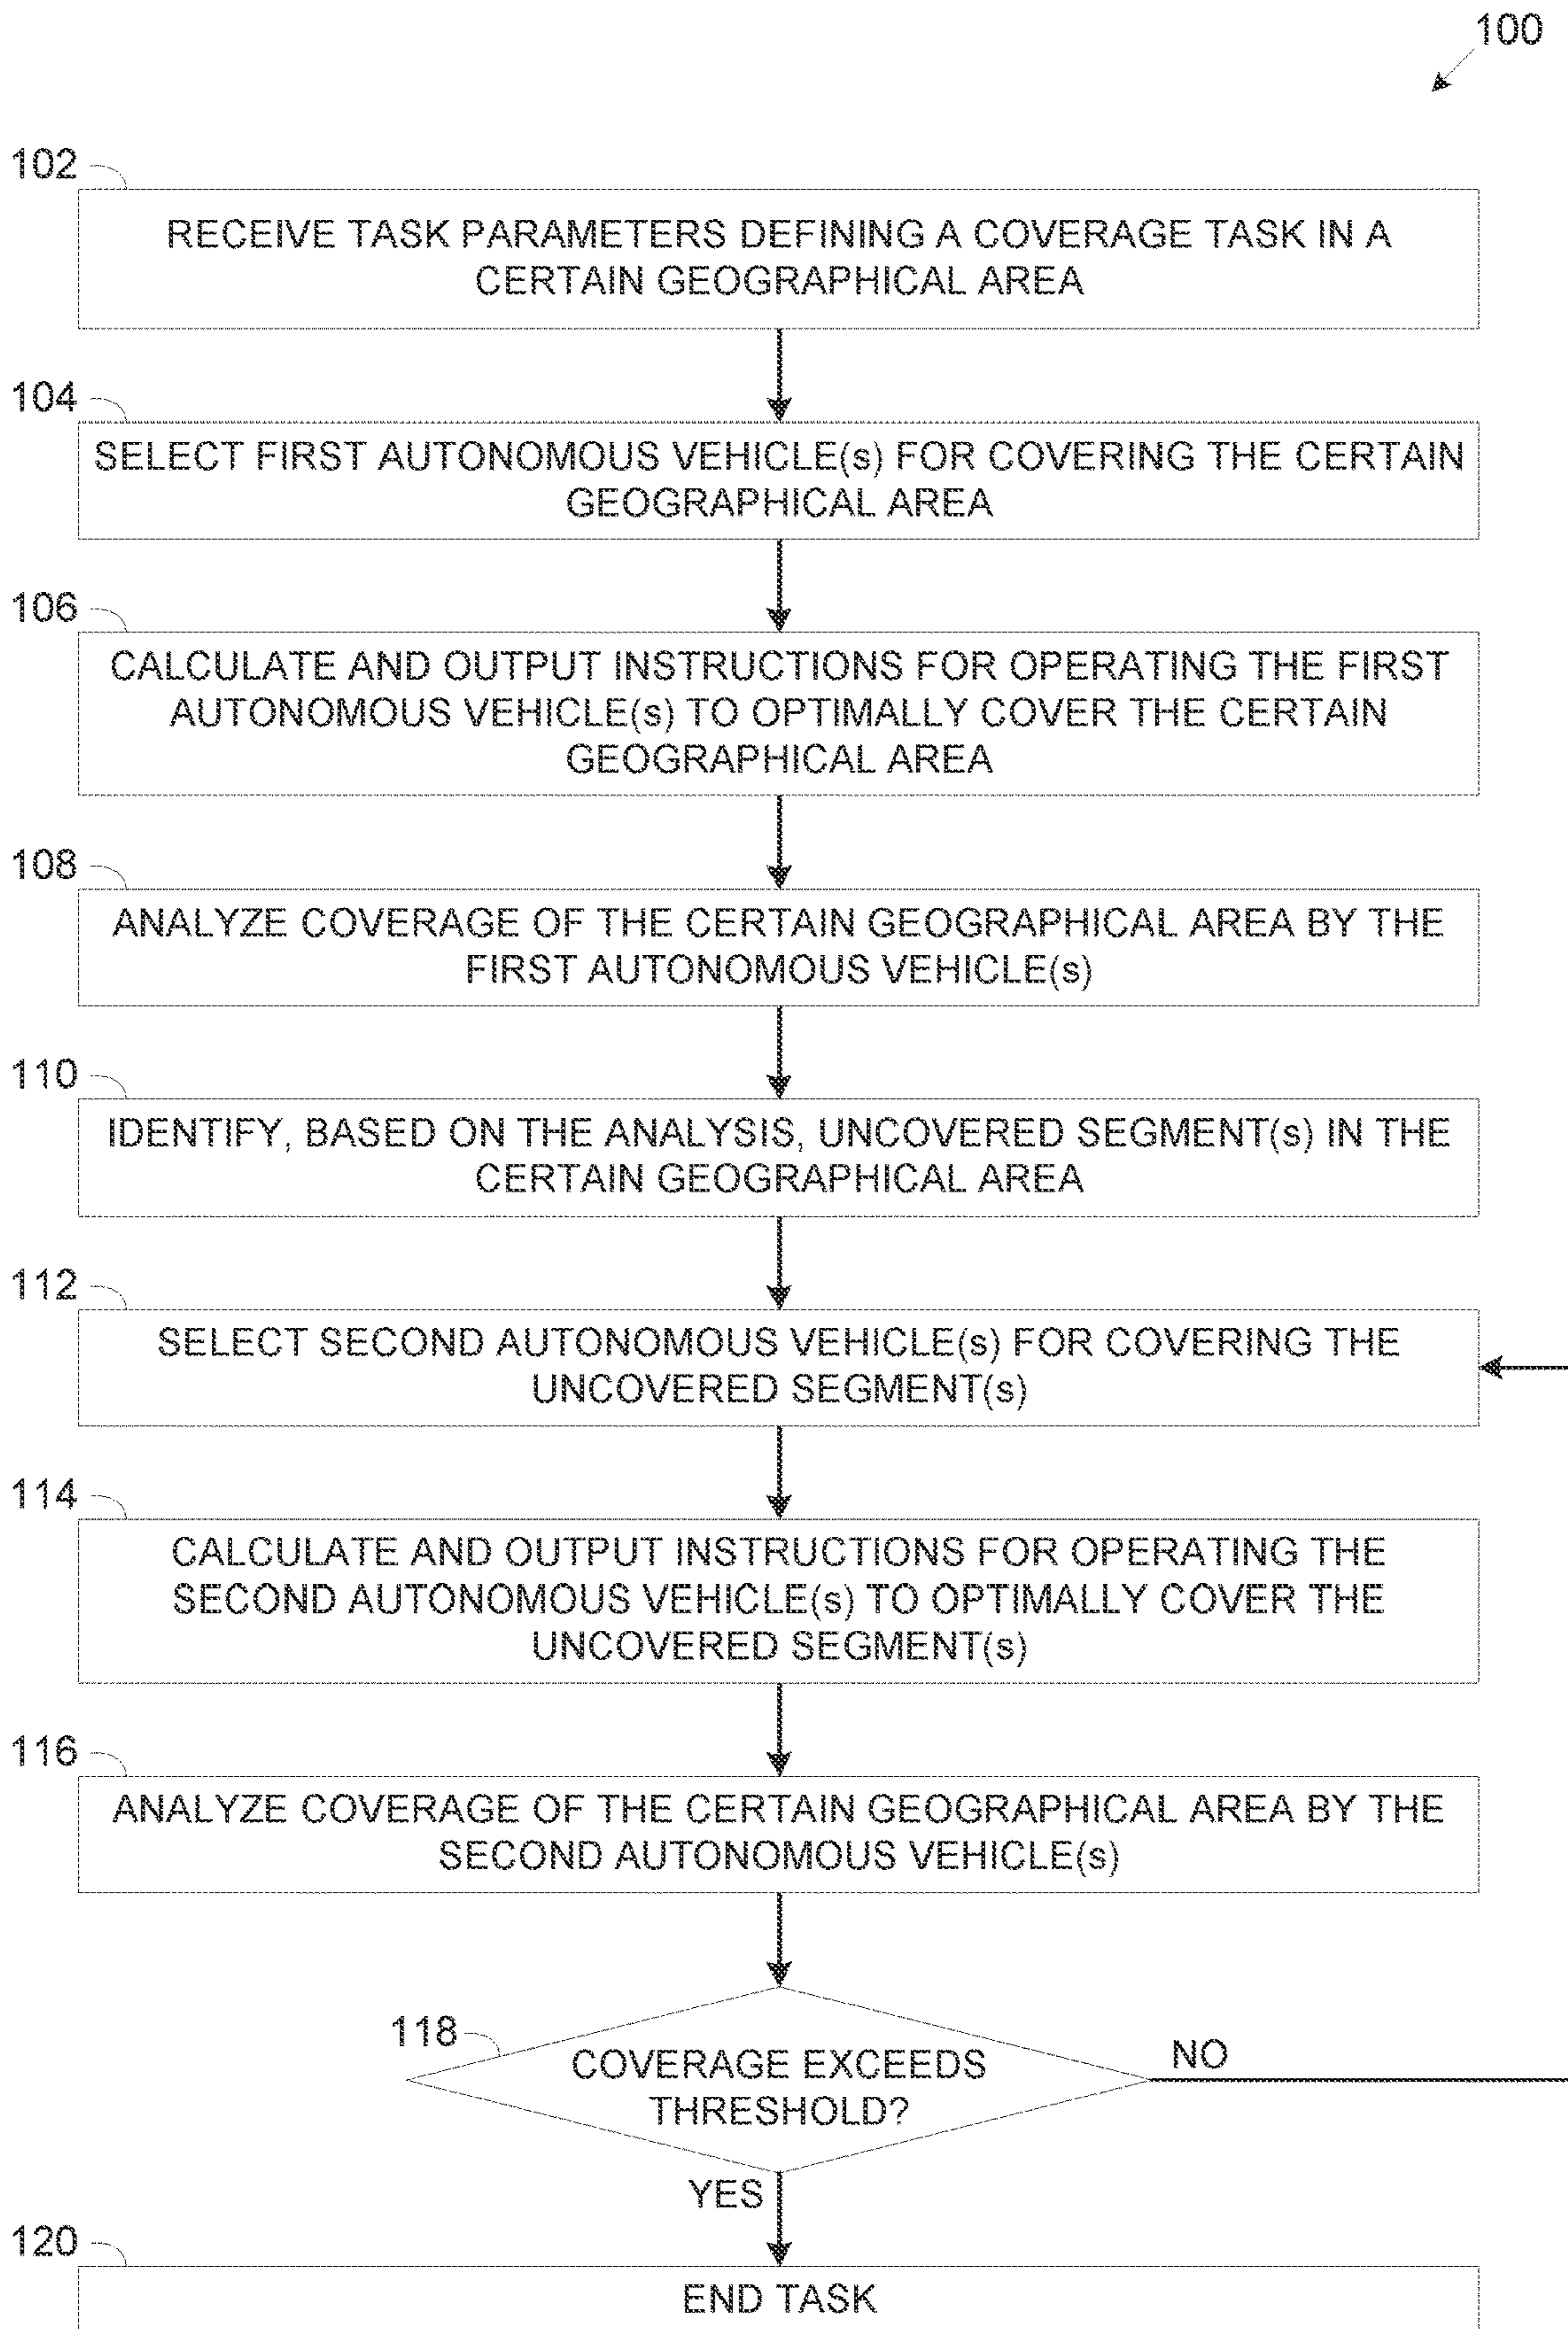 100
102
RECEIVE TASK PARAMETERS DEFINING A COVERAGE TASK IN A
CERTAIN GEOGRAPHICAL AREA
104
SELECT FIRST AUTONOMOUS VEHICLE(s) FOR COVERING THE CERTAIN
GEOGRAPHICAL AREA
106
CALCULATE AND OUTPUT INSTRUCTIONS FOR OPERATING THE FIRST
AUTONOMOUS VEHICLE(s) TO OPTIMALLY COVER THE CERTAIN
GEOGRAPHICAL AREA
108
ANALYZE COVERAGE OF THE CERTAIN GEOGRAPHICAL AREA BY THE
FIRST AUTONOMOUS VEHICLE(s)
110
IDENTIFY, BASED ON THE ANALYSIS, UNCOVERED SEGMENT(s) IN THE
CERTAIN GEOGRAPHICAL AREA
112
SELECT SECOND AUTONOMOUS VEHICLE(s) FOR COVERING THE
UNCOVERED SEGMENT(s)
114
CALCULATE AND OUTPUT INSTRUCTIONS FOR OPERATING THE
SECOND AUTONOMOUS VEHICLE(s) TO OPTIMALLY COVER THE
UNCOVERED SEGMENT(s)
116
ANALYZE COVERAGE OF THE CERTAIN GEOGRAPHICAL AREA BY THE
SECOND AUTONOMOUS VEHICLE(s)
118
COVERAGE EXCEEDS
THRESHOLD?
NO
YES
120
END TASK